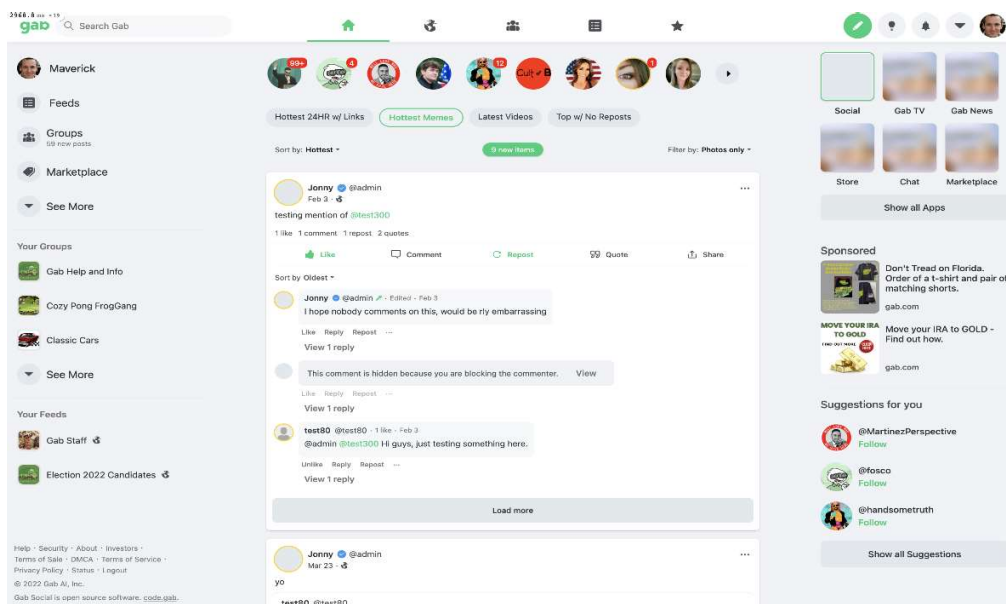 gab
Search Gab
Maverick
Feeds
Groups
59 new posts
Marketplace
See More
Your Groups
Gab Help and Info
Cozy Pong FrogGang
Classic Cars
See More
Your Feeds
Gab Staff
Election 2022 Candidates
Help · Security · About · Investors ·
Terms of Sale · DMCA · Terms of Service ·
Privacy Policy · Status · Logout
© 2022 Gab AI, Inc.
Gab Social is open source software. code.gab.
99+
4
12
Cult
B
1
Hottest 24HR w/ Links
Hottest Memes
Latest Videos
Top w/ No Reposts
Sort by: Hottest
9 new items
Filter by: Photos only
Jonny @admin
Feb 3 ·
testing mention of @test300
1 like 1 comment 1 repost 2 quotes
Like Comment Repost Quote Share
Sort by Oldest
Jonny @admin · Edited · Feb 3
I hope nobody comments on this, would be rly embarrassing
Like Reply Repost ···
View 1 reply
This comment is hidden because you are blocking the commenter. View
Like Reply Repost ···
View 1 reply
test80 @test80 · 1 like · Feb 3
@admin @test300 Hi guys, just testing something here.
Unlike Reply Repost ···
View 1 reply
Load more
Jonny @admin
Mar 23 ·
yo
test80 @test80
Social
Gab TV
Gab News
Store
Chat
Marketplace
Show all Apps
Sponsored
Don't Tread on Florida.
Order of a t-shirt and pair of
matching shorts.
gab.com
MOVE YOUR IRA
TO GOLD
FIND OUT MORE
Move your IRA to GOLD -
Find out how.
gab.com
Suggestions for you
@MartinezPerspective
Follow
@fosco
Follow
@handsometruth
Follow
Show all Suggestions